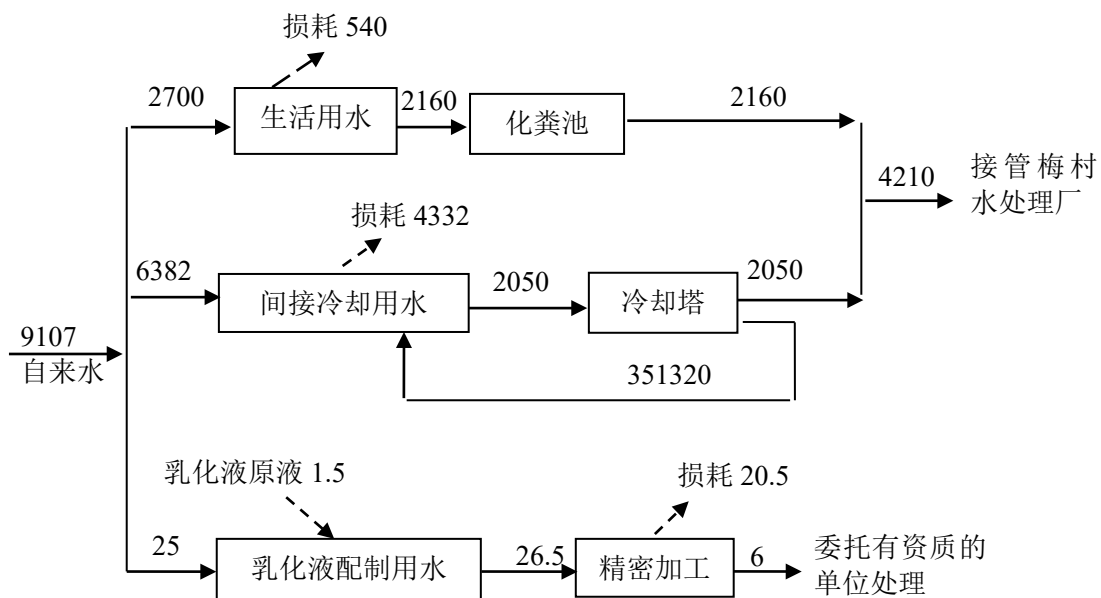 损耗 540
2700
生活用水
2160
化粪池
2160
4210
接管梅村
水处理厂
损耗 4332
6382
间接冷却用水
2050
冷却塔
2050
9107
自来水
351320
乳化液原液 1.5
损耗 20.5
25
乳化液配制用水
26.5
精密加工
6
委托有资质的
单位处理